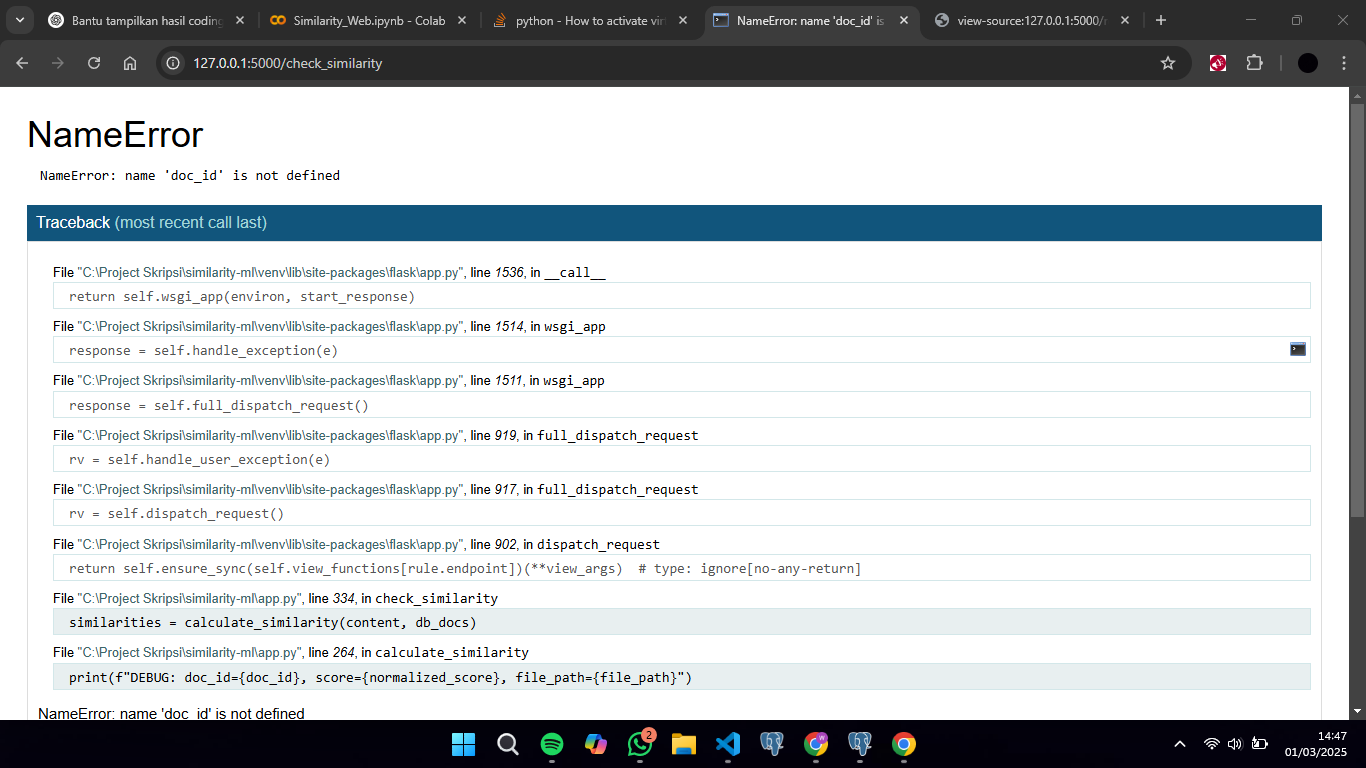 Bantu tampilkan hasil coding
Similarity_Web.ipynb - Colab
python - How to activate vir
NameError: name 'doc_id' is
view-source:127.0.0.1:5000/
127.0.0.1:5000/check_similarity
NameError
NameError: name 'doc_id' is not defined
Traceback (most recent call last)
File "C:\Project Skripsi\similarity-ml\venv\lib\site-packages\flask\app.py", line 1536, in __call__
return self.wsgi_app(environ, start_response)
File "C:\Project Skripsi\similarity-ml\venv\lib\site-packages\flask\app.py", line 1514, in wsgi_app
response = self.handle_exception(e)
File "C:\Project Skripsi\similarity-ml\venv\lib\site-packages\flask\app.py", line 1511, in wsgi_app
response = self.full_dispatch_request()
File "C:\Project Skripsi\similarity-ml\venv\lib\site-packages\flask\app.py", line 919, in full_dispatch_request
rv = self.handle_user_exception(e)
File "C:\Project Skripsi\similarity-ml\venv\lib\site-packages\flask\app.py", line 917, in full_dispatch_request
rv = self.dispatch_request()
File "C:\Project Skripsi\similarity-ml\venv\lib\site-packages\flask\app.py", line 902, in dispatch_request
return self.ensure_sync(self.view_functions[rule.endpoint])(**view_args)  # type: ignore[no-any-return]
File "C:\Project Skripsi\similarity-ml\app.py", line 334, in check_similarity
similarities = calculate_similarity(content, db_docs)
File "C:\Project Skripsi\similarity-ml\app.py", line 264, in calculate_similarity
print(f"DEBUG: doc_id={doc_id}, score={normalized_score}, file_path={file_path}")
NameError: name 'doc_id' is not defined
2
14:47
01/03/2025